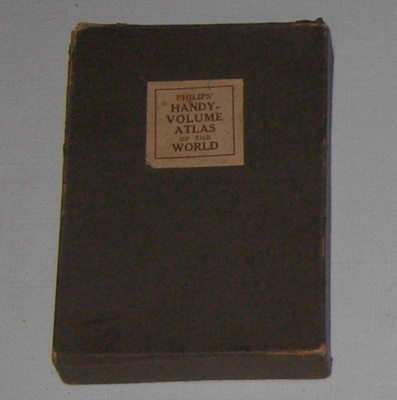 PHILIPS'
HANDY-
VOLUME
ATLAS
OF THE
WORLD